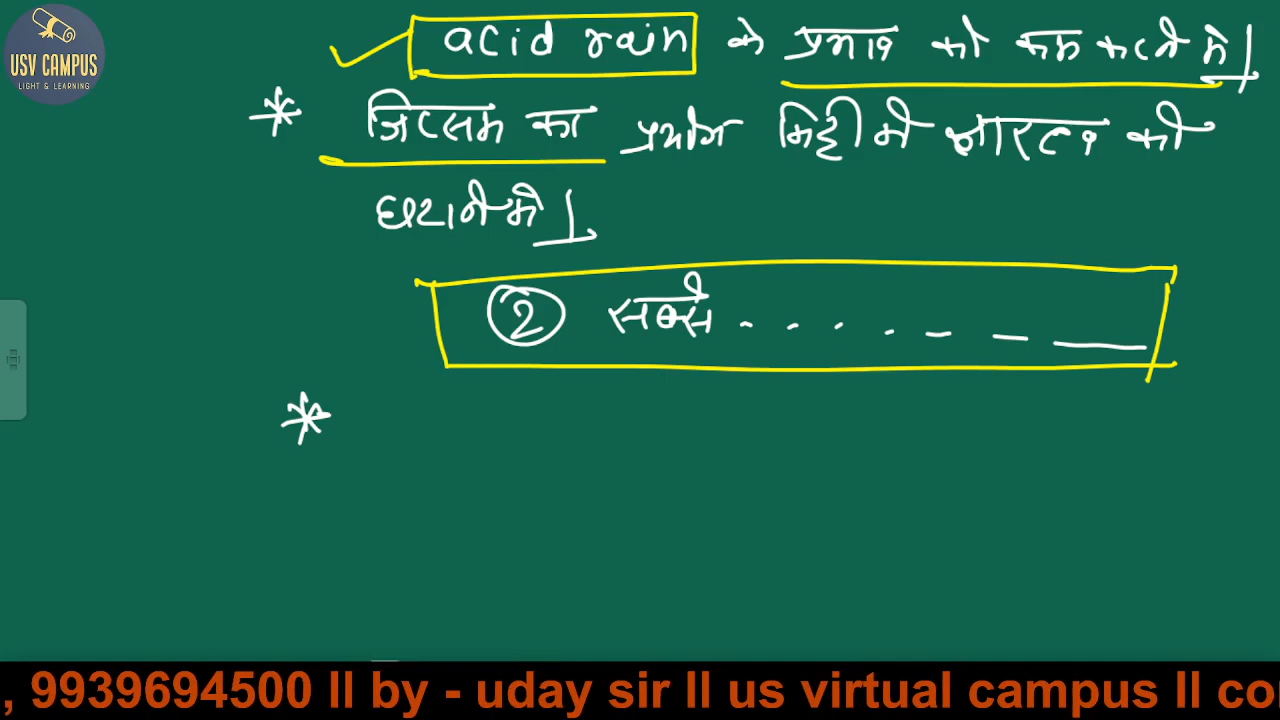 USV CAMPUS
LIGHT & LEARNING
acid rain के प्रभाव को कम करने मे।
* जिप्सम का प्रयोग मिट्टी मे क्षारत्व को
घटाने मे।
② सबसे . . . . - - —
*
, 9939694500 ll by - uday sir ll us virtual campus ll co